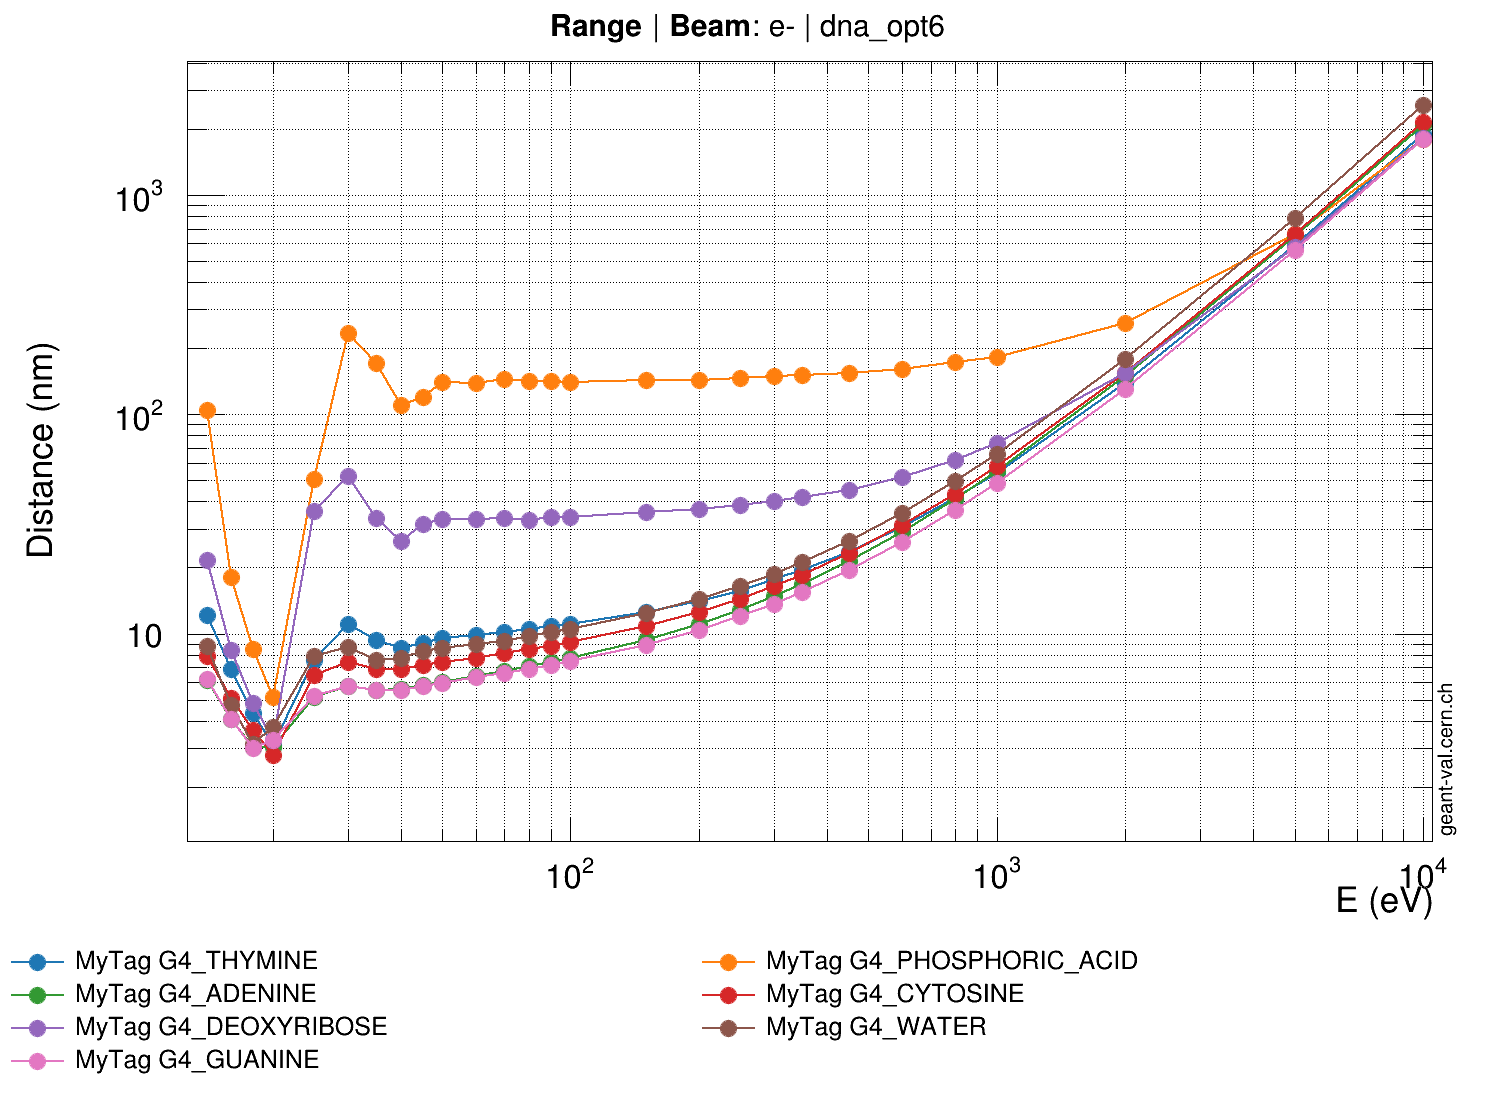 Range | Beam: e- | dna_opt6
10³
10²
10
Distance (nm)
geant-val.cern.ch
10² 10³ 10⁴
E (eV)
MyTag G4_THYMINE MyTag G4_PHOSPHORIC_ACID
MyTag G4_ADENINE MyTag G4_CYTOSINE
MyTag G4_DEOXYRIBOSE MyTag G4_WATER
MyTag G4_GUANINE